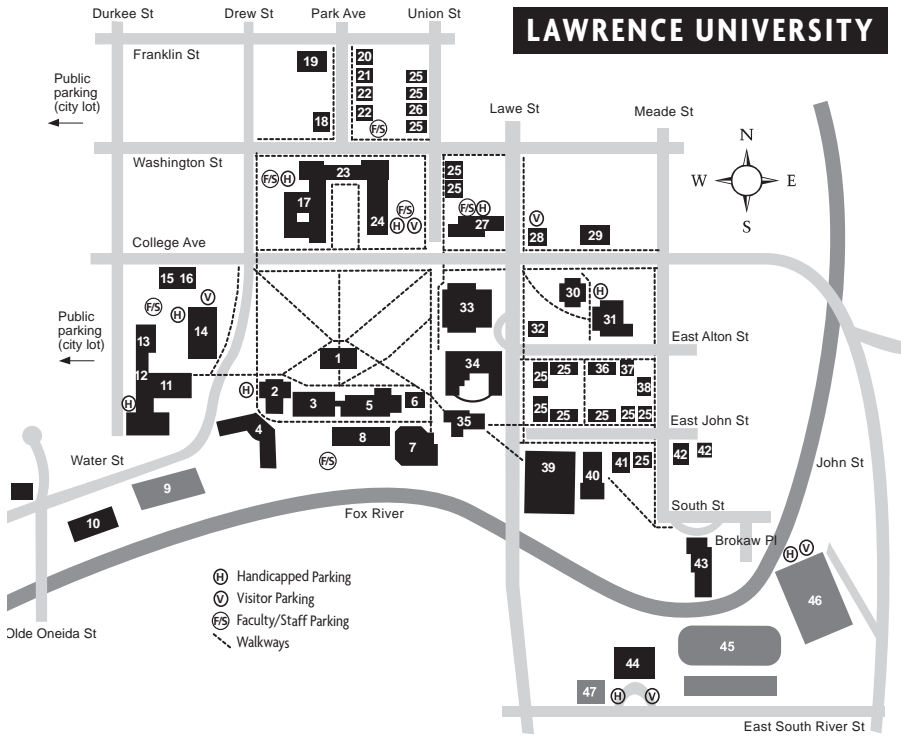 Durkee St
Drew St
Park Ave
Union St
LAWRENCE UNIVERSITY
Franklin St
19
20
21
22
22
18
F/S
25
25
26
25
Public
parking
(city lot)
Lawe St
Meade St
Washington St
N
W
E
S
F/S
H
23
17
24
F/S
H
V
25
25
F/S
H
27
V
28
29
College Ave
15
16
V
F/S
H
14
13
12
11
H
Public
parking
(city lot)
33
30
H
31
32
East Alton St
1
34
H
2
3
5
6
4
8
7
35
F/S
25
25
36
37
38
25
25
25
25
25
East John St
39
40
41
25
42
42
Water St
9
10
Fox River
John St
South St
Brokaw Pl
43
H
V
46
45
44
47
H
V
H
Handicapped Parking
V
Visitor Parking
F/S
Faculty/Staff Parking
Walkways
Olde Oneida St
East South River St